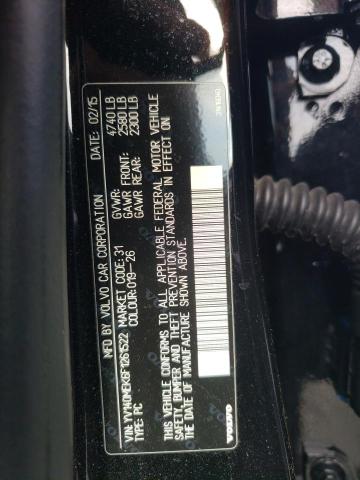 MFD BY: VOLVO CAR CORPORATION DATE: 02/15
GVWR: 4740 LB
GAWR FRONT: 2580 LB
GAWR REAR: 2300 LB
MARKET CODE: 31
TYPE: PC COLOUR: 019-26
THIS VEHICLE CONFORMS TO ALL APPLICABLE FEDERAL MOTOR VEHICLE
SAFETY, BUMPER AND THEFT PREVENTION STANDARDS IN EFFECT ON
THE DATE OF MANUFACTURE SHOWN ABOVE.
VOLVO